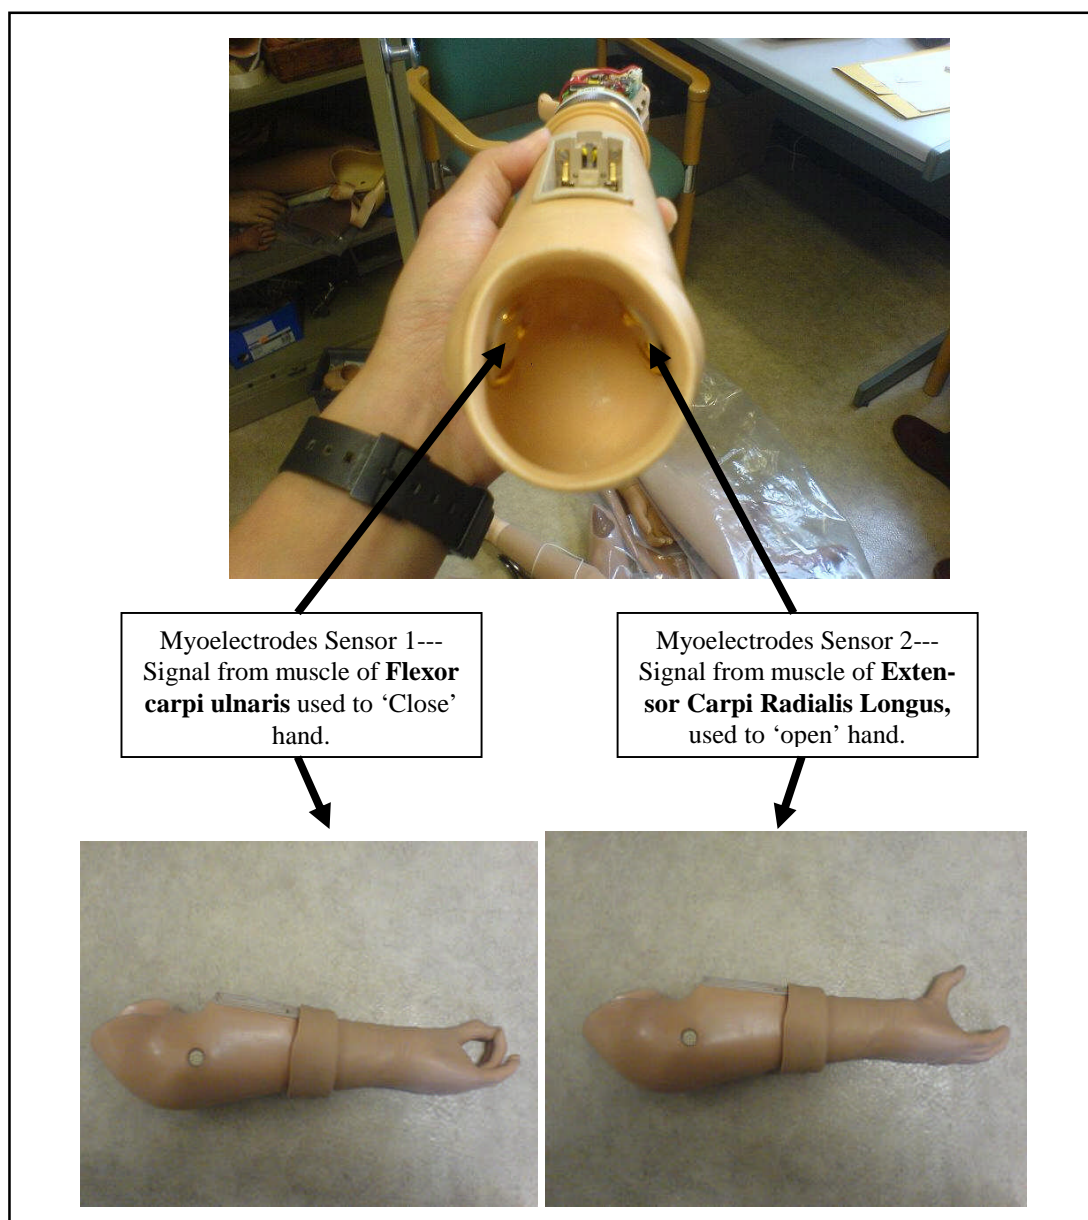 Myoelectrodes Sensor 1---
Signal from muscle of Flexor
carpi ulnaris used to ‘Close’
hand.
Myoelectrodes Sensor 2---
Signal from muscle of Exten-
sor Carpi Radialis Longus,
used to ‘open’ hand.